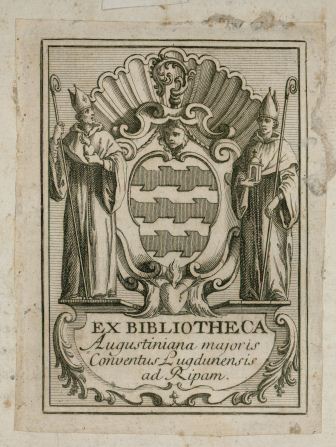 EX BIBLIOTHECA
Augustiniana majoris
Conventus Lugdunensis
ad Ripam.